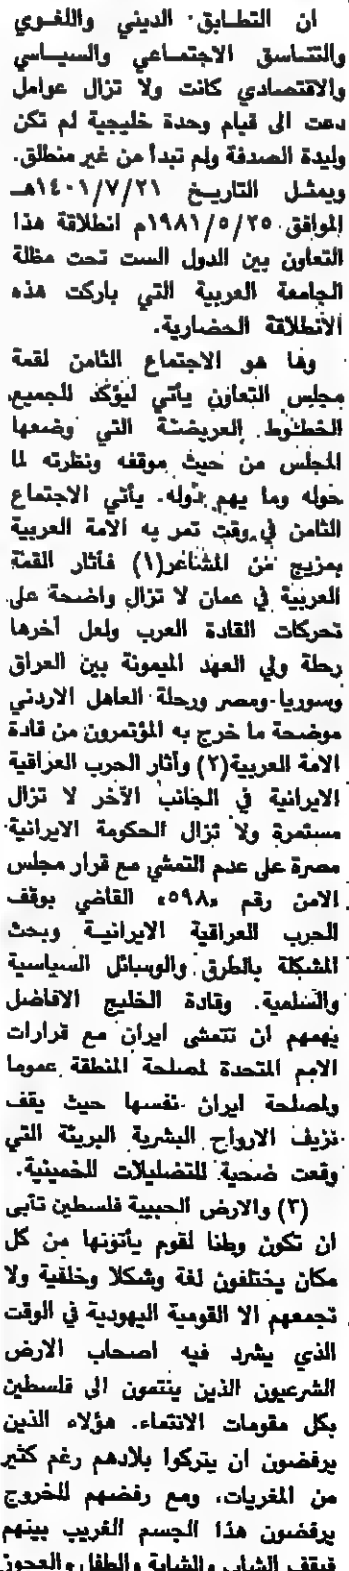 ان التطابق الديني واللغوي
والتناسق الاجتماعي والسياسي
والاقتصادي كانت ولا تزال عوامل
دعت الى قيام وحدة خليجية لم تكن
وليدة الصدفة ولم تبدأ من غير منطلق.
ويمثل التاريخ ١٤٠١/٧/٢١هـ
الموافق ١٩٨١/٥/٢٥م انطلاقة هذا
التعاون بين الدول الست تحت مظلة
الجامعة العربية التي باركت هذه
الانطلاقة الحضارية.
وها هو الاجتماع الثامن لقمة
مجلس التعاون يأتي ليؤكد للجميع
الخطوط العريضة التي وضعها
المجلس من حيث موقفه ونظرته لما
حوله وما يهم دوله. يأتي الاجتماع
الثامن في وقت تمر به الامة العربية
بمزيج من المشاعر(١) فآثار القمة
العربية في عمان لا تزال واضحة على
تحركات القادة العرب ولعل آخرها
رحلة ولي العهد الميمونة بين العراق
وسوريا ومصر ورحلة العاهل الاردني
موضحة ما خرج به المؤتمرون من قادة
الامة العربية(٢) وآثار الحرب العراقية
الايرانية في الجانب الآخر لا تزال
مستمرة ولا تزال الحكومة الايرانية
مصرة على عدم التمشي مع قرار مجلس
الامن رقم «٥٩٨» القاضي بوقف
الحرب العراقية الايرانية وبحث
المشكلة بالطرق والوسائل السياسية
والسلمية. وقادة الخليج الافاضل
يهمهم ان تتمشى ايران مع قرارات
الامم المتحدة لمصلحة المنطقة عموما
ولمصلحة ايران نفسها حيث يقف
نزيف الارواح البشرية البريئة التي
وقعت ضحية للتضليلات الخمينية.
(٣) والارض الحبيبة فلسطين تأبى
ان تكون وطنا لقوم يأتونها من كل
مكان يختلفون لغة وشكلا وخلقية ولا
تجمعهم الا القومية اليهودية في الوقت
الذي يشرد فيه اصحاب الارض
الشرعيون الذين ينتمون الى فلسطين
بكل مقومات الانتماء. هؤلاء الذين
يرفضون ان يتركوا بلادهم رغم كثير
من المغريات، ومع رفضهم للخروج
يرفضون هذا الجسم الغريب بينهم
فيقف الشاب والشابة والطفل والعجوز